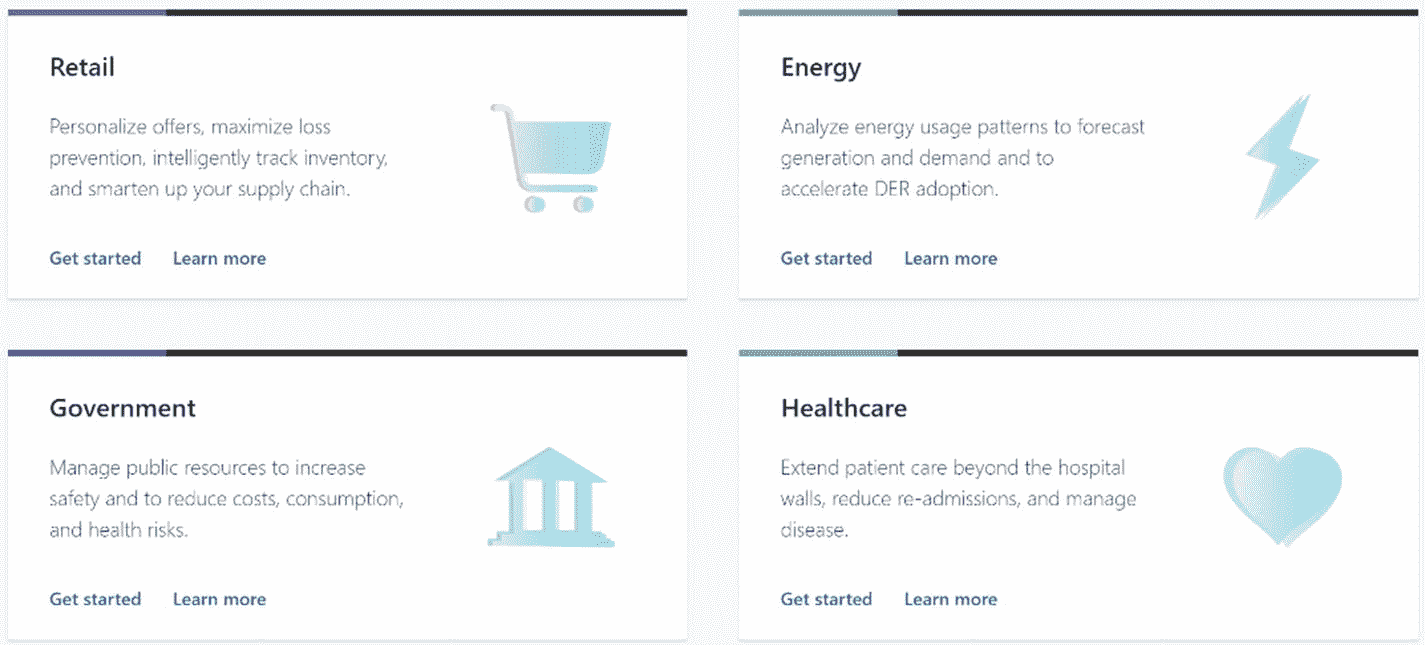 Retail
Personalize offers, maximize loss
prevention, intelligently track inventory,
and smarten up your supply chain.
Get started Learn more
Energy
Analyze energy usage patterns to forecast
generation and demand and to
accelerate DER adoption.
Get started Learn more
Government
Manage public resources to increase
safety and to reduce costs, consumption,
and health risks.
Get started Learn more
Healthcare
Extend patient care beyond the hospital
walls, reduce re-admissions, and manage
disease.
Get started Learn more